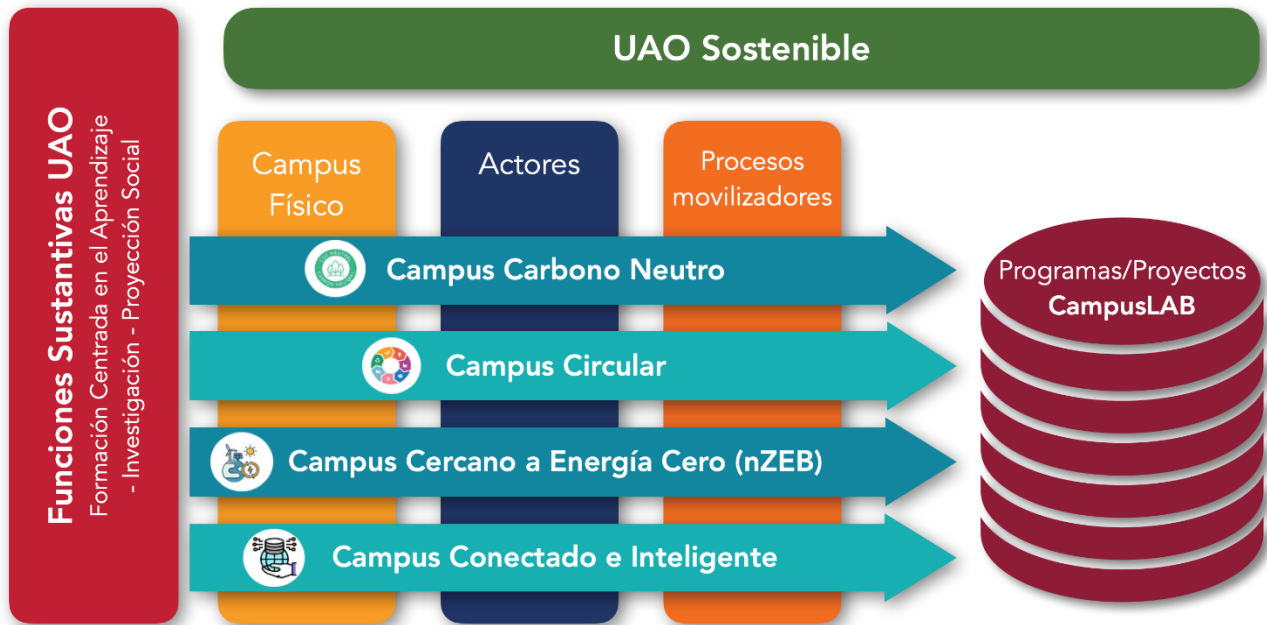 UAO Sostenible
Funciones Sustantivas UAO
Formación Centrada en el Aprendizaje
- Investigación - Proyección Social
Campus
Físico
Actores
Procesos
movilizadores
Campus Carbono Neutro
Campus Circular
Campus Cercano a Energía Cero (nZEB)
Campus Conectado e Inteligente
Programas/Proyectos
CampusLAB